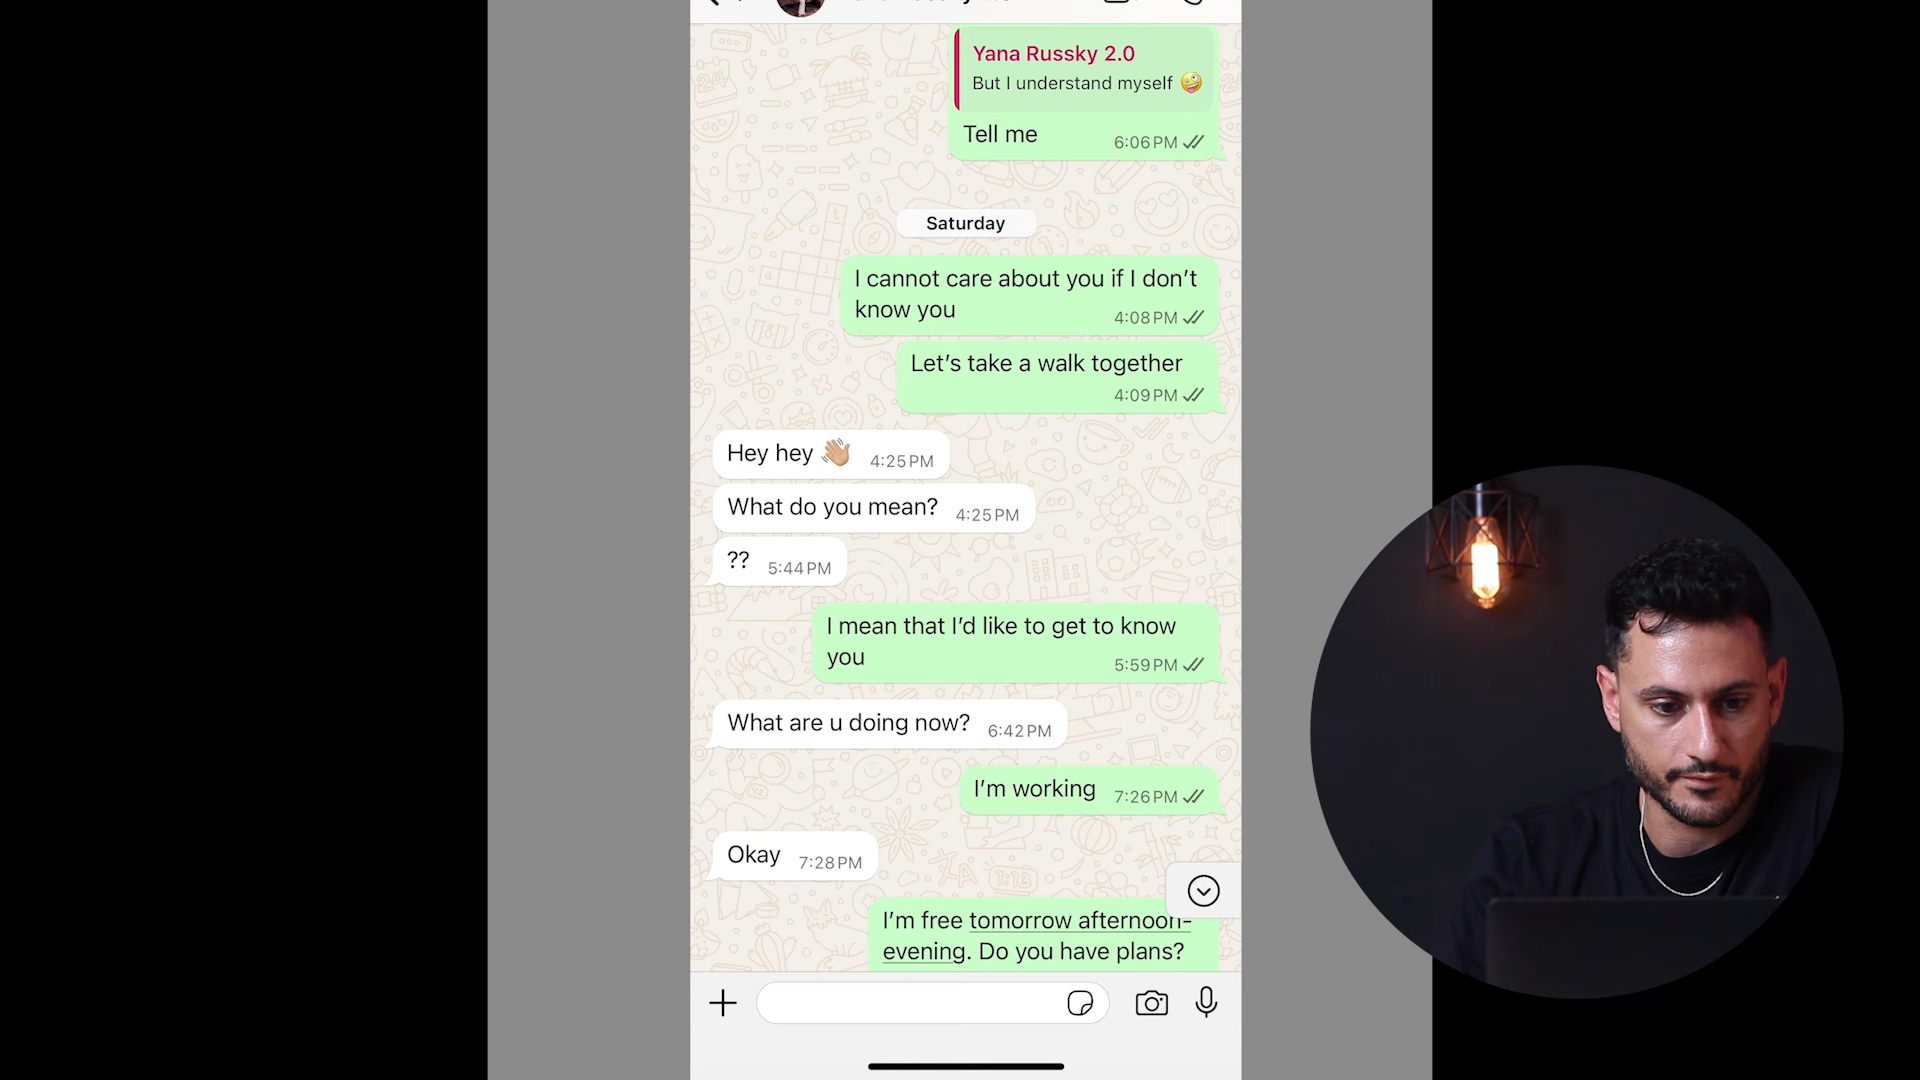 Yana Russky 2.0
But I understand myself 🤪
Tell me
6:06 PM
Saturday
I cannot care about you if I don't
know you
4:08 PM
Let's take a walk together
4:09 PM
Hey hey 👋🏼 4:25 PM
What do you mean? 4:25 PM
?? 5:44 PM
I mean that I'd like to get to know
you
5:59 PM
What are u doing now? 6:42 PM
I'm working 7:26 PM
Okay 7:28 PM
I'm free tomorrow afternoon-
evening. Do you have plans?